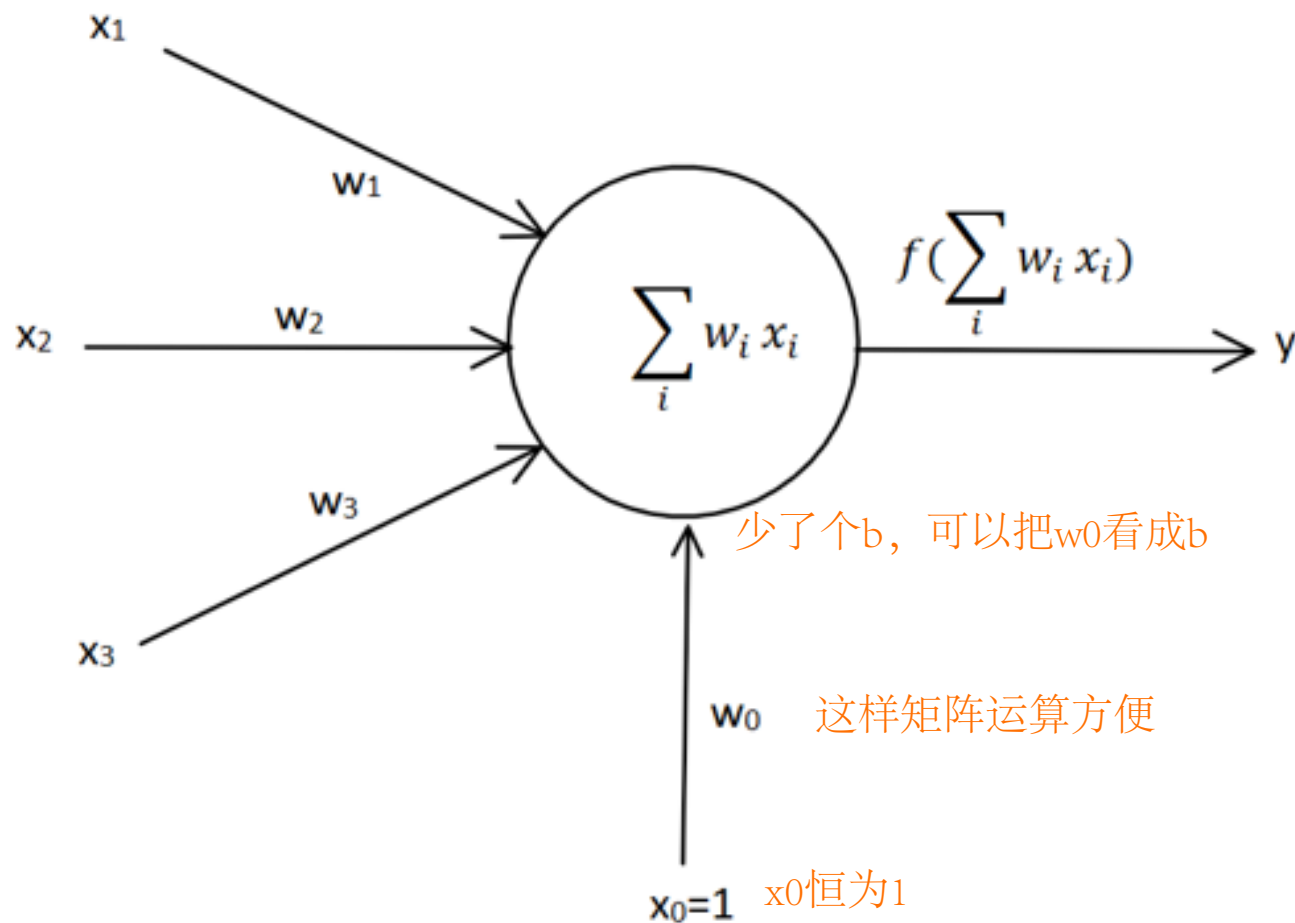 x₁
w₁
x₂
w₂
∑ᵢ wᵢ xᵢ
f(∑ᵢ wᵢ xᵢ)
y
w₃
x₃
少了个b，可以把w0看成b
w₀
这样矩阵运算方便
x₀=1
x0恒为1